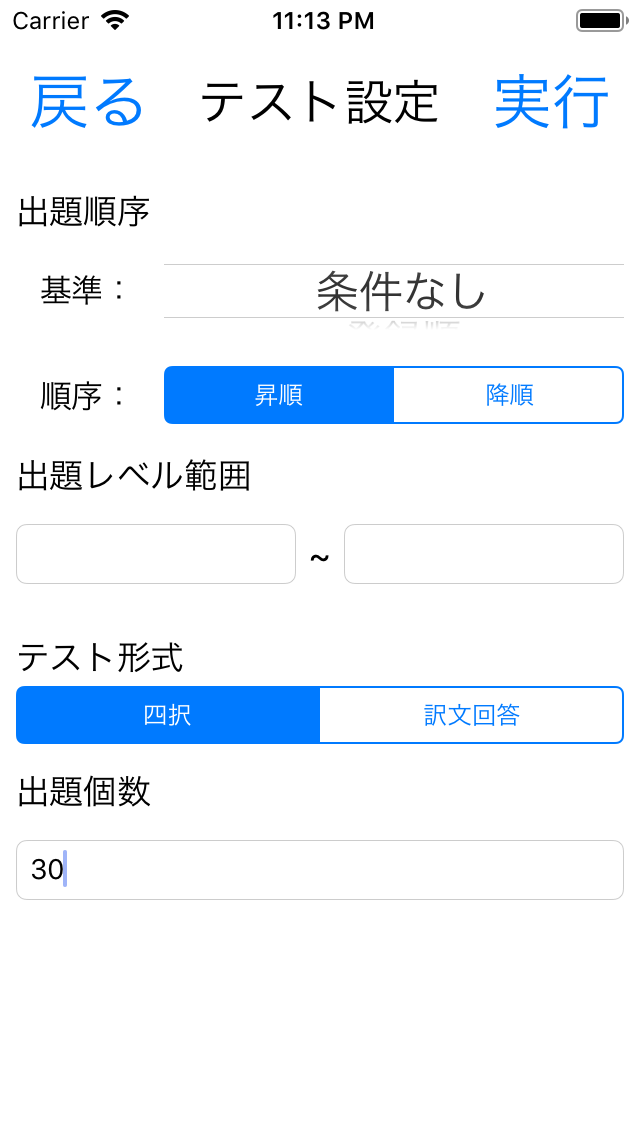 Carrier 11:13 PM
戻る テスト設定 実行
出題順序
基準： 条件なし
順序： 昇順 降順
出題レベル範囲
~
テスト形式
四択 訳文回答
出題個数
30